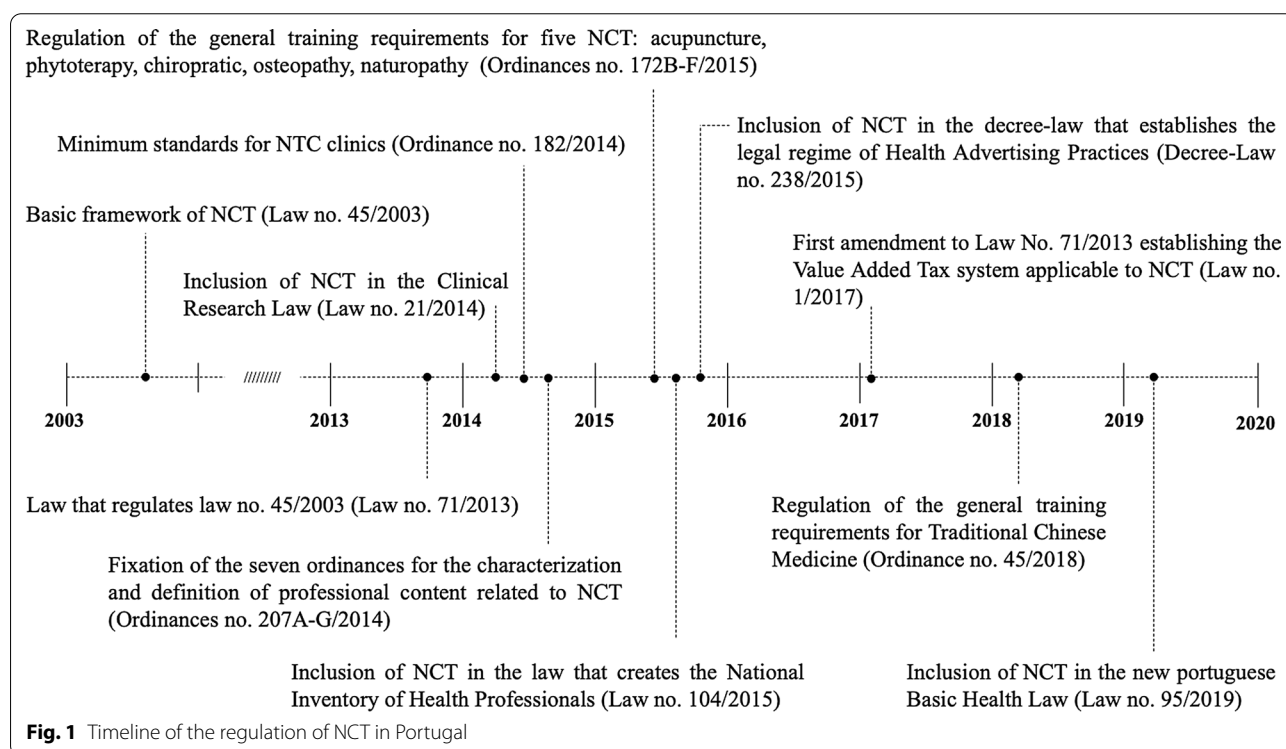 Regulation of the general training requirements for five NCT: acupuncture,
phytoterapy, chiropratic, osteopathy, naturopathy (Ordinances no. 172B-F/2015)
Minimum standards for NTC clinics (Ordinance no. 182/2014)
Inclusion of NCT in the decree-law that establishes the
legal regime of Health Advertising Practices (Decree-Law
no. 238/2015)
Basic framework of NCT (Law no. 45/2003)
First amendment to Law No. 71/2013 establishing the
Value Added Tax system applicable to NCT (Law no.
1/2017)
Inclusion of NCT in the Clinical
Research Law (Law no. 21/2014)
/////////
2003 2013 2014 2015 2016 2017 2018 2019 2020
Law that regulates law no. 45/2003 (Law no. 71/2013)
Regulation of the general training
requirements for Traditional Chinese
Medicine (Ordinance no. 45/2018)
Fixation of the seven ordinances for the characterization
and definition of professional content related to NCT
(Ordinances no. 207A-G/2014)
Inclusion of NCT in the law that creates the National
Inventory of Health Professionals (Law no. 104/2015)
Inclusion of NCT in the new portuguese
Basic Health Law (Law no. 95/2019)
Fig. 1 Timeline of the regulation of NCT in Portugal